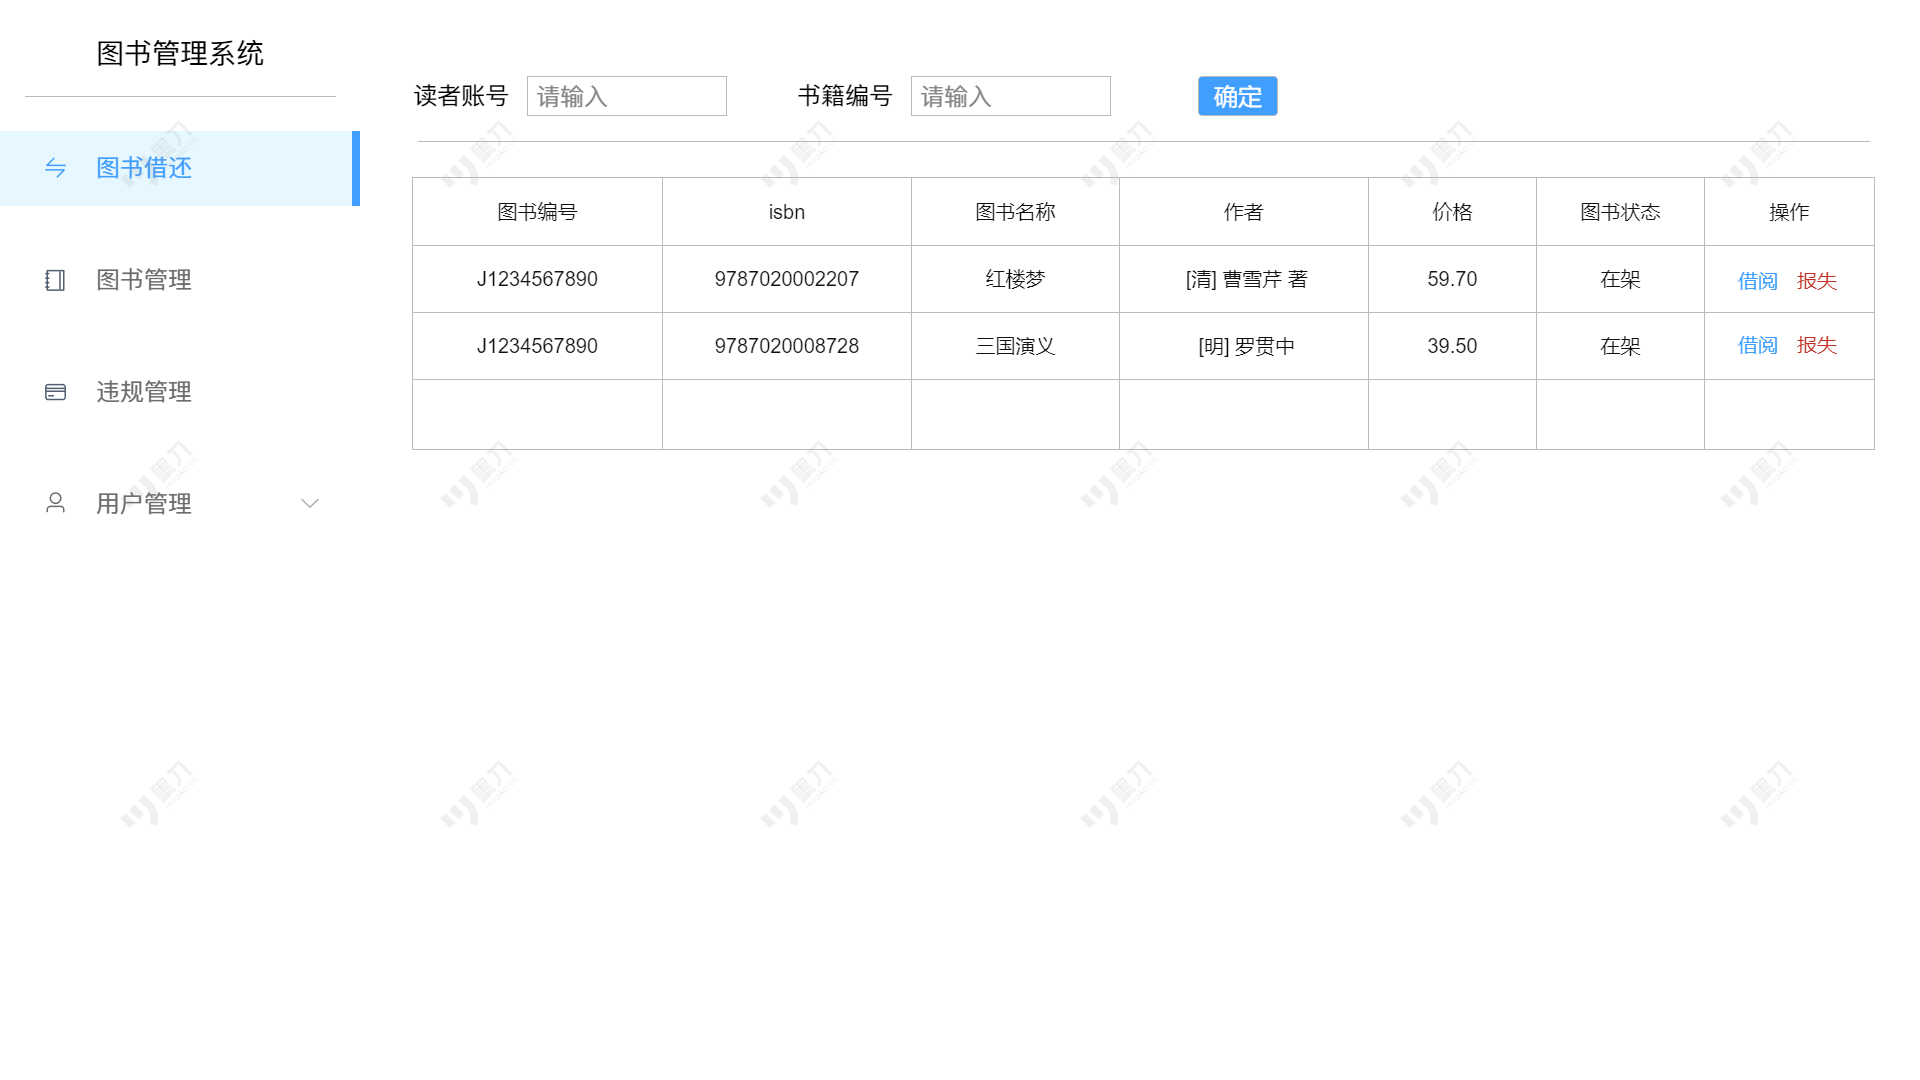 图书管理系统
图书借还
图书管理
违规管理
用户管理
读者账号 请输入 书籍编号 请输入 确定
图书编号 isbn 图书名称 作者 价格 图书状态 操作
J1234567890 9787020002207 红楼梦 [清] 曹雪芹 著 59.70 在架 借阅 报失
J1234567890 9787020008728 三国演义 [明] 罗贯中 39.50 在架 借阅 报失
墨刀